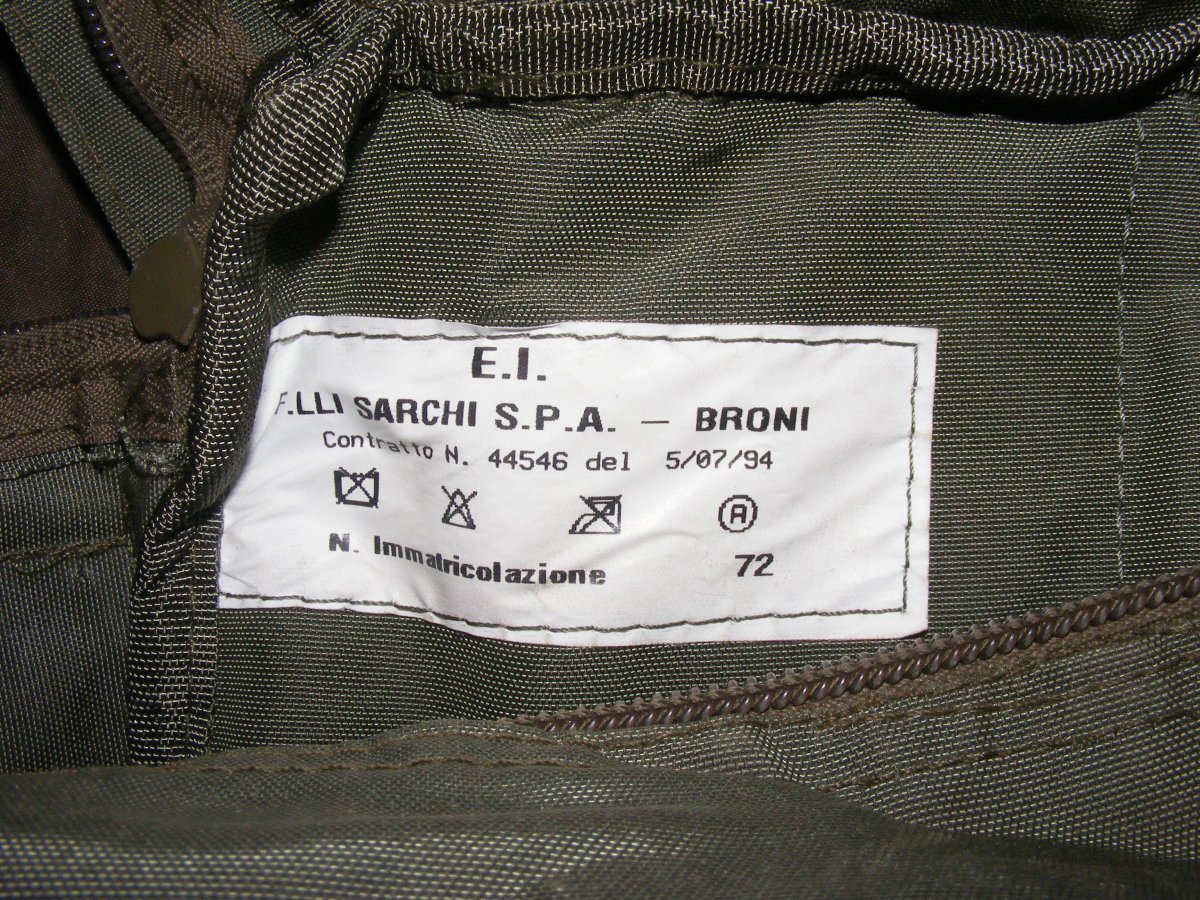 E.I.
F.LLI SARCHI S.P.A. — BRONI
Contratto N. 44546 del 5/07/94
A
N. Immatricolazione 72